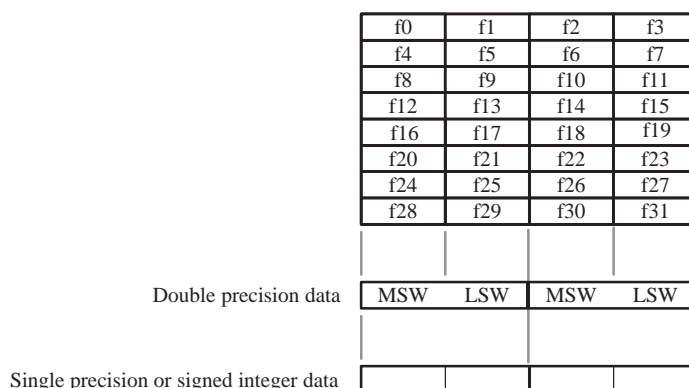 f0 f1 f2 f3
f4 f5 f6 f7
f8 f9 f10 f11
f12 f13 f14 f15
f16 f17 f18 f19
f20 f21 f22 f23
f24 f25 f26 f27
f28 f29 f30 f31
Double precision data MSW LSW MSW LSW
Single precision or signed integer data